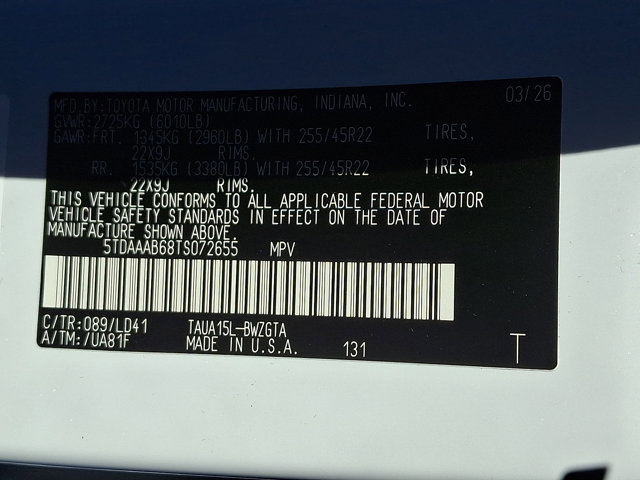 MFD BY:TOYOTA MOTOR MANUFACTURING, INDIANA, INC. 03/26
GVWR:2725KG (6010LB)
GAWR:FRT. 1345KG (2960LB) WITH 255/45R22 TIRES,
22X9J RIMS.
RR. 1535KG (3380LB) WITH 255/45R22 TIRES,
22X9J RIMS.
THIS VEHICLE CONFORMS TO ALL APPLICABLE FEDERAL MOTOR
VEHICLE SAFETY STANDARDS IN EFFECT ON THE DATE OF
MANUFACTURE SHOWN ABOVE.
5TDAAAB68TS072655 MPV
C/TR:089/LD41 TAUA15L-BWZGTA
A/TM:/UA81F MADE IN U.S.A. 131 T